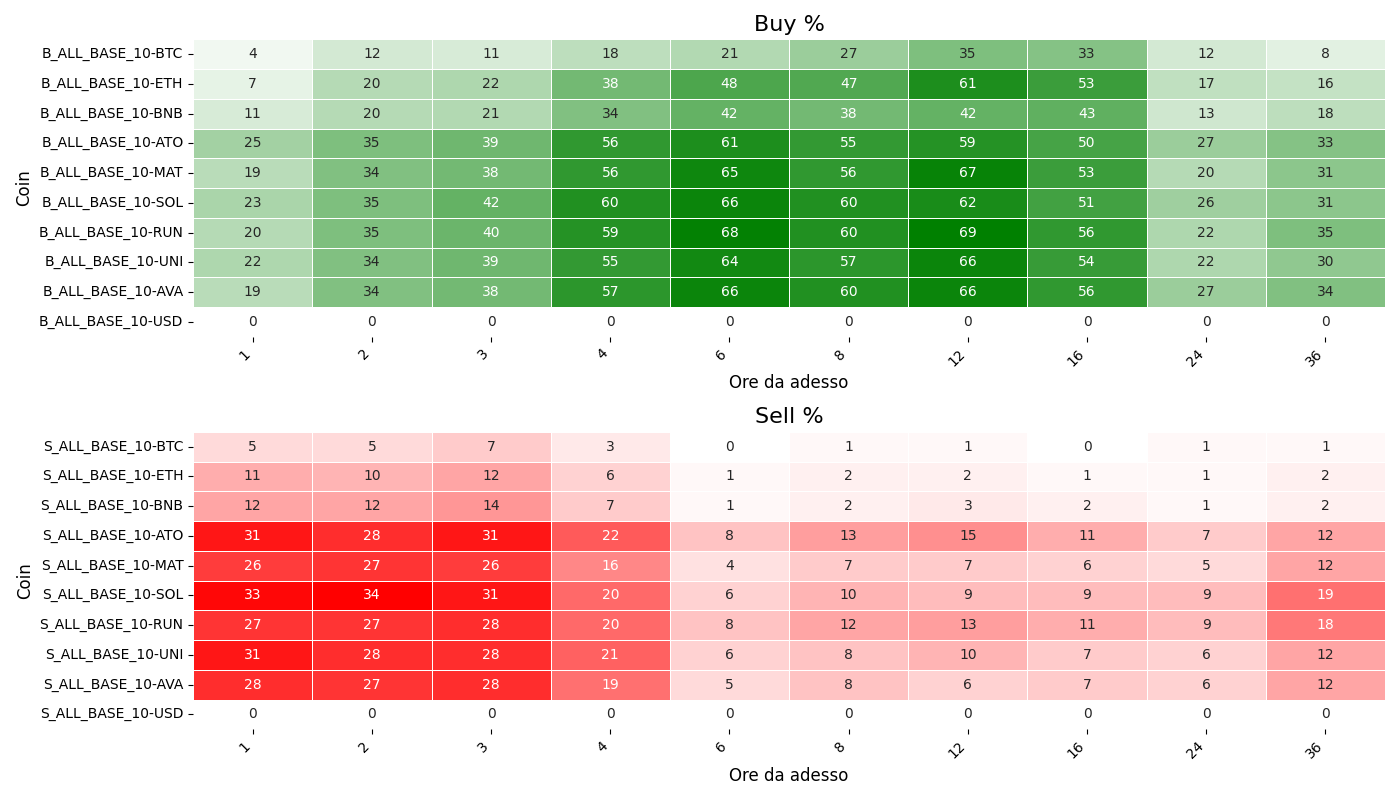 Buy %
Coin
B_ALL_BASE_10-BTC 4 12 11 18 21 27 35 33 12 8
B_ALL_BASE_10-ETH 7 20 22 38 48 47 61 53 17 16
B_ALL_BASE_10-BNB 11 20 21 34 42 38 42 43 13 18
B_ALL_BASE_10-ATO 25 35 39 56 61 55 59 50 27 33
B_ALL_BASE_10-MAT 19 34 38 56 65 56 67 53 20 31
B_ALL_BASE_10-SOL 23 35 42 60 66 60 62 51 26 31
B_ALL_BASE_10-RUN 20 35 40 59 68 60 69 56 22 35
B_ALL_BASE_10-UNI 22 34 39 55 64 57 66 54 22 30
B_ALL_BASE_10-AVA 19 34 38 57 66 60 66 56 27 34
B_ALL_BASE_10-USD 0 0 0 0 0 0 0 0 0 0
1 2 3 4 6 8 12 16 24 36
Ore da adesso
Sell %
Coin
S_ALL_BASE_10-BTC 5 5 7 3 0 1 1 0 1 1
S_ALL_BASE_10-ETH 11 10 12 6 1 2 2 1 1 2
S_ALL_BASE_10-BNB 12 12 14 7 1 2 3 2 1 2
S_ALL_BASE_10-ATO 31 28 31 22 8 13 15 11 7 12
S_ALL_BASE_10-MAT 26 27 26 16 4 7 7 6 5 12
S_ALL_BASE_10-SOL 33 34 31 20 6 10 9 9 9 19
S_ALL_BASE_10-RUN 27 27 28 20 8 12 13 11 9 18
S_ALL_BASE_10-UNI 31 28 28 21 6 8 10 7 6 12
S_ALL_BASE_10-AVA 28 27 28 19 5 8 6 7 6 12
S_ALL_BASE_10-USD 0 0 0 0 0 0 0 0 0 0
1 2 3 4 6 8 12 16 24 36
Ore da adesso